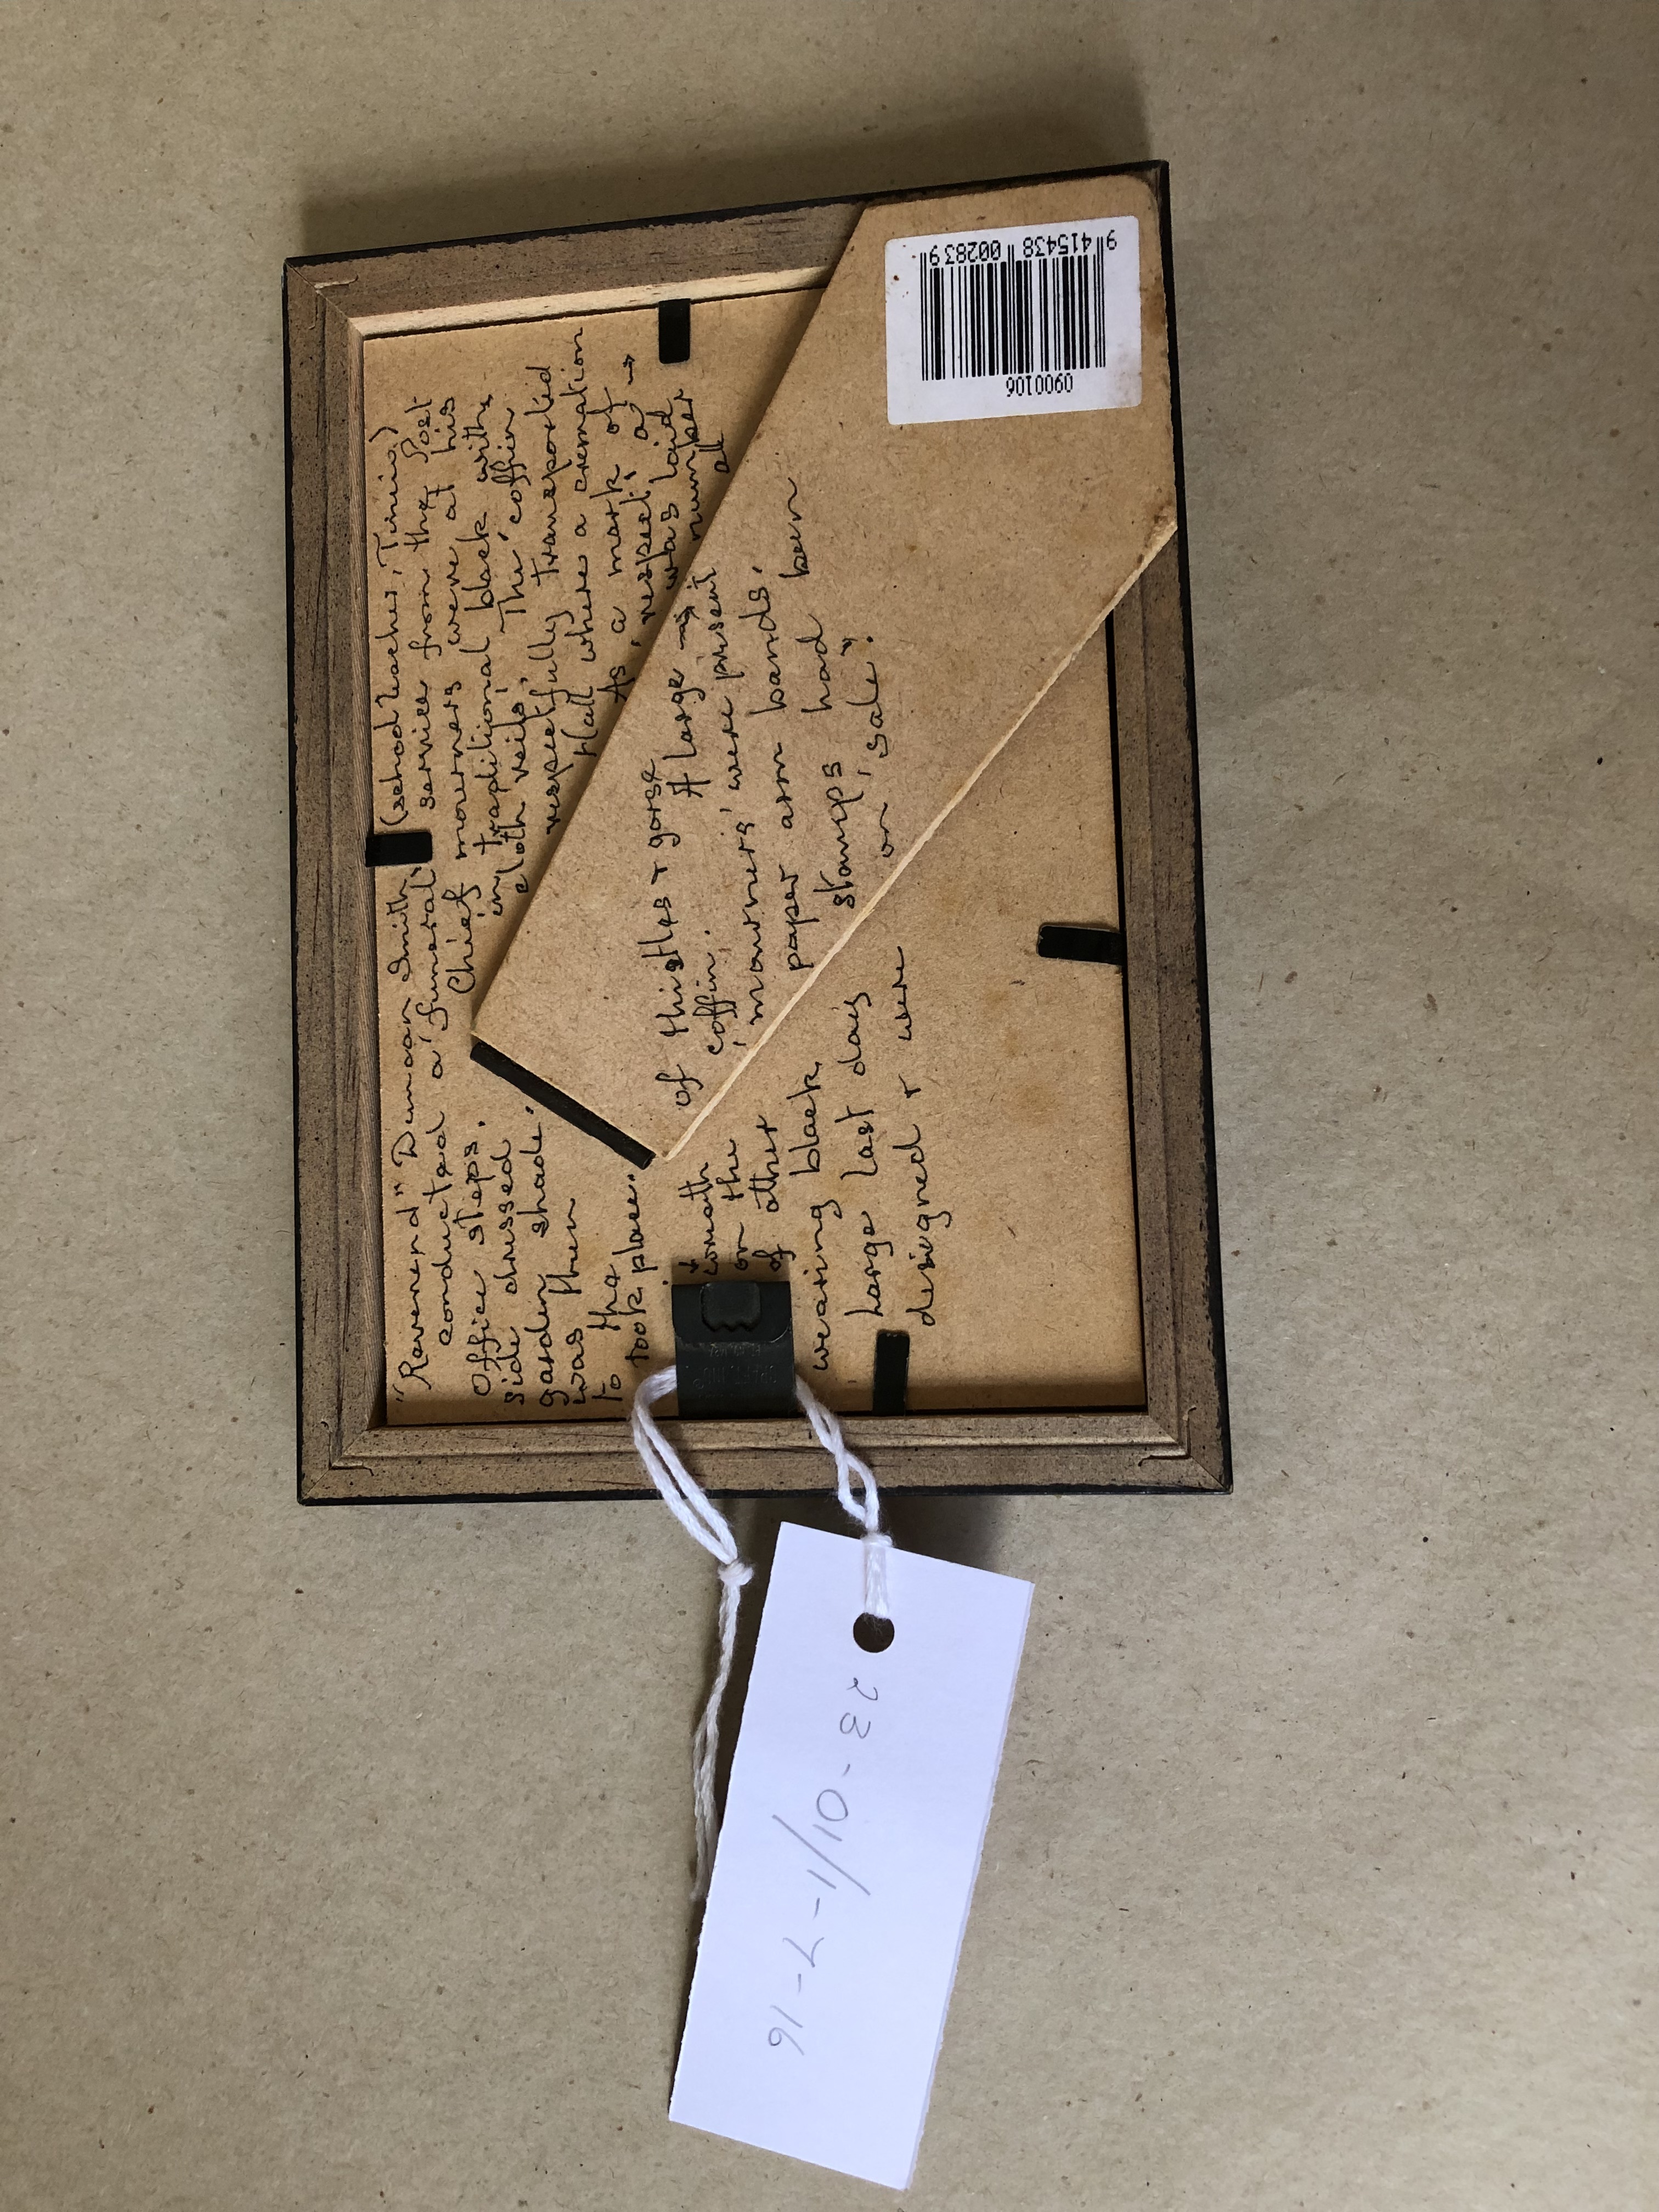 "Reverend" Duncan Smith (school teacher, Tiniroto)
conducted a 'funeral' service from the Post
Office steps. Chief mourners were at his
side dressed in traditional black with
garden shade cloth 'veils'. The 'coffin'
was then respectfully transported
to the Hall where a cremation
took place. As a mark of
'respect', a →
wreath of thistles + gorse was laid
on the coffin. A large → number
of other 'mourners' were present all
wearing black paper arm bands.
Large last day stamps had been
designed + were on 'sale'!
23-01/1-7-16
0900106
9 415438 002839